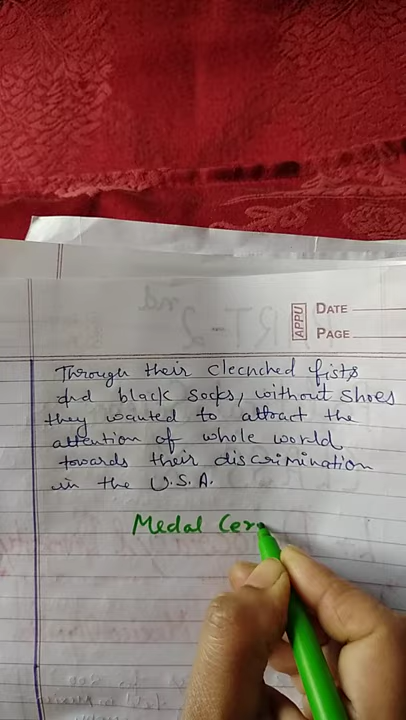 APPU
DATE
PAGE
Through their clecnched fists
and black socks, without shoes
they wanted to attract the
attention of whole world
towards their discrimination
in the U.S.A.
Medal Cer